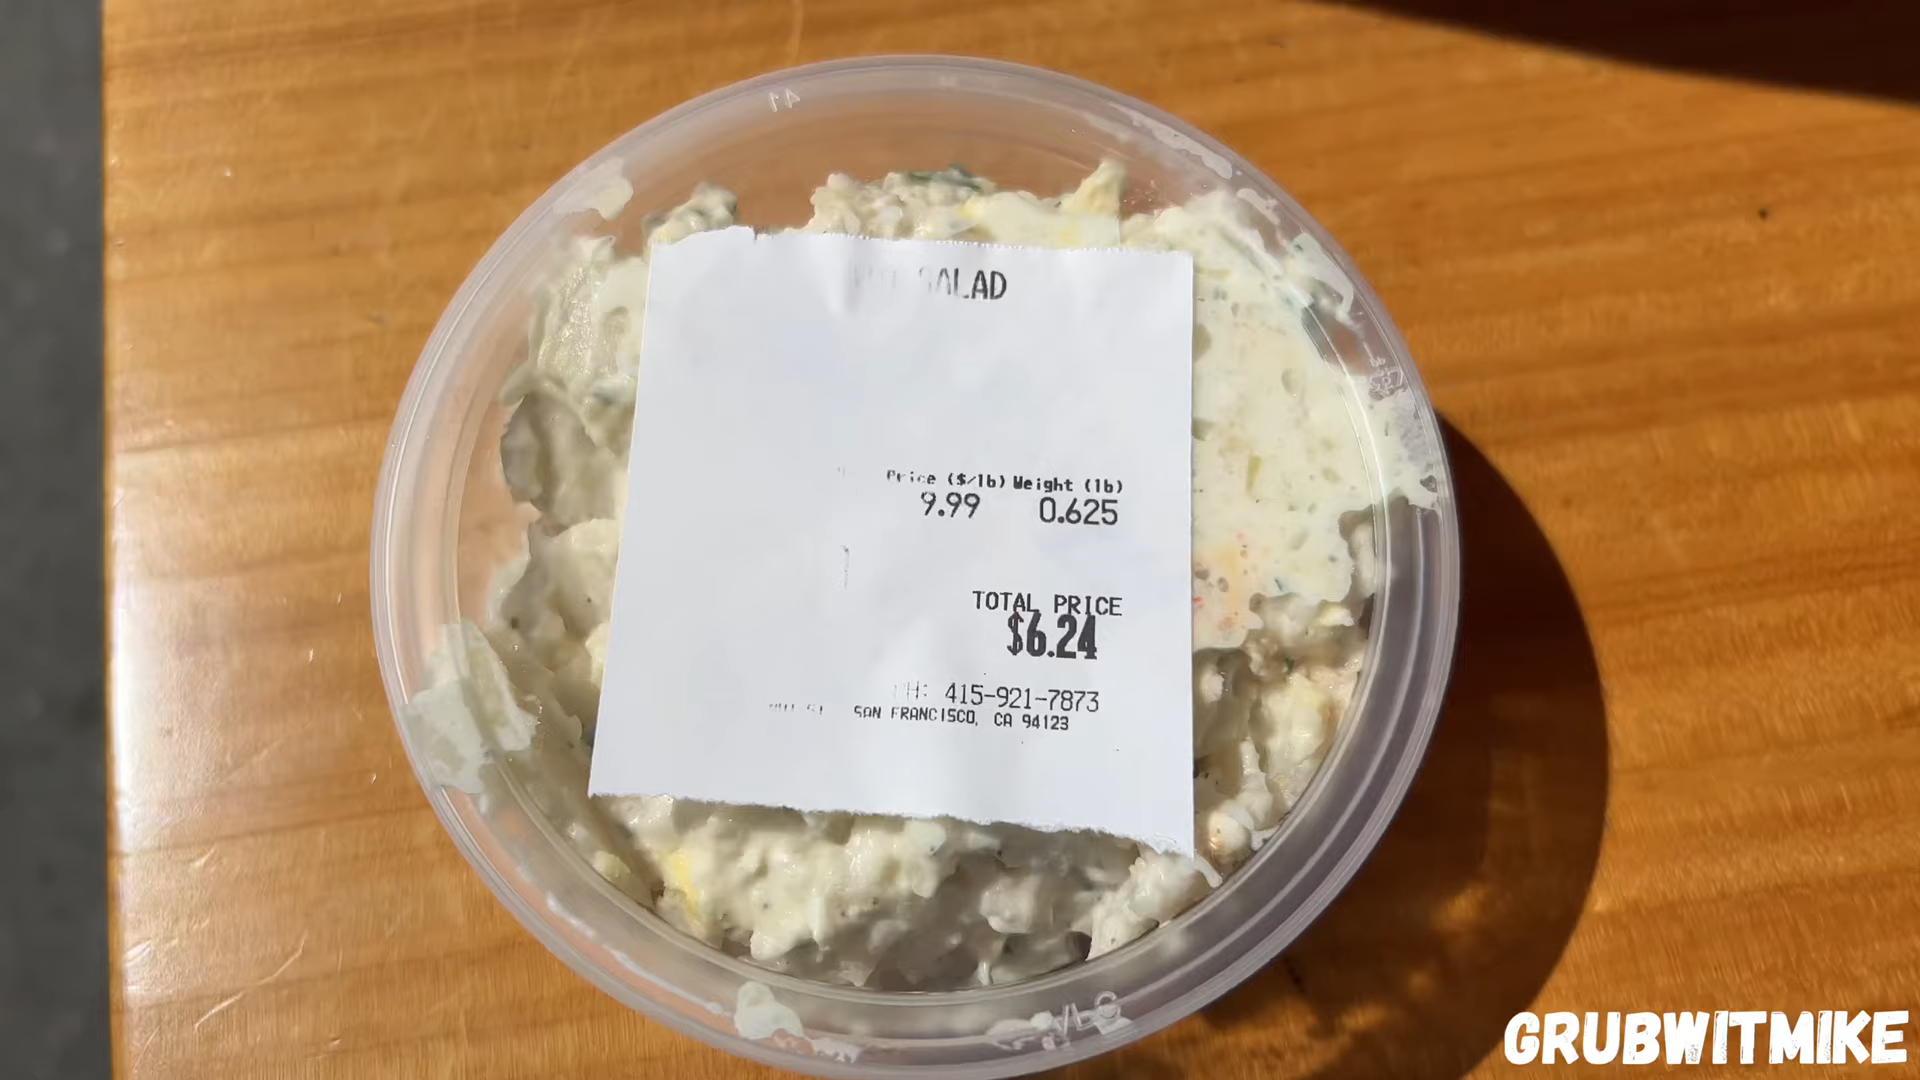 SALAD
Price ($/lb) Weight (lb)
9.99 0.625
TOTAL PRICE
$6.24
PH: 415-921-7873
SAN FRANCISCO, CA 94123
GRUBWITMIKE